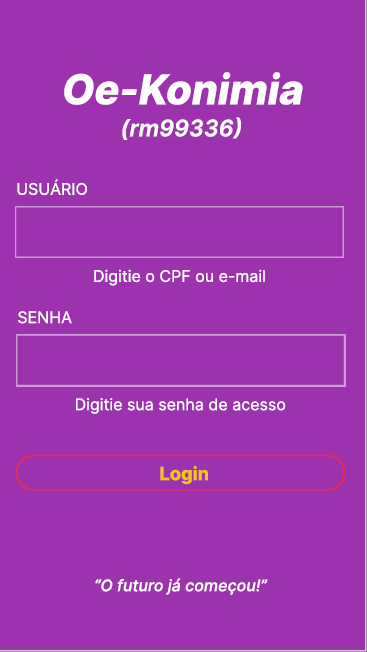 Oe-Konimia
(rm99336)
USUÁRIO
Digitie o CPF ou e-mail
SENHA
Digitie sua senha de acesso
Login
“O futuro já começou!”